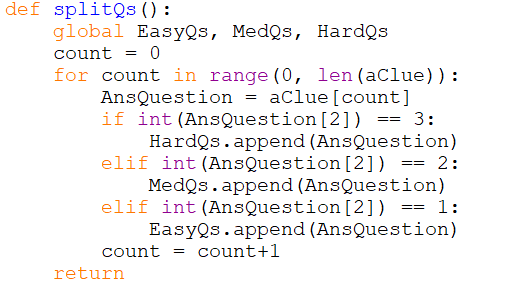 def splitQs():
    global EasyQs, MedQs, HardQs
    count = 0
    for count in range(0, len(aClue)):
        AnsQuestion = aClue[count]
        if int(AnsQuestion[2]) == 3:
            HardQs.append(AnsQuestion)
        elif int(AnsQuestion[2]) == 2:
            MedQs.append(AnsQuestion)
        elif int(AnsQuestion[2]) == 1:
            EasyQs.append(AnsQuestion)
        count = count+1
    return